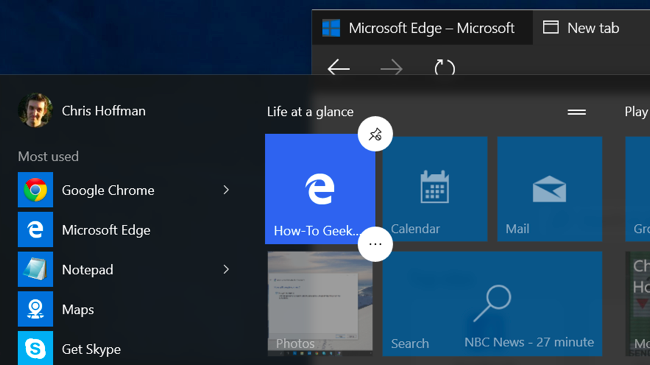 Microsoft Edge – Microsoft
New tab
Chris Hoffman
Life at a glance
Play
Most used
Google Chrome
Microsoft Edge
Notepad
Maps
Get Skype
How-To Geek...
Calendar
Mail
Gro
Photos
Search
NBC News - 27 minute
Ch
Ho
Mo